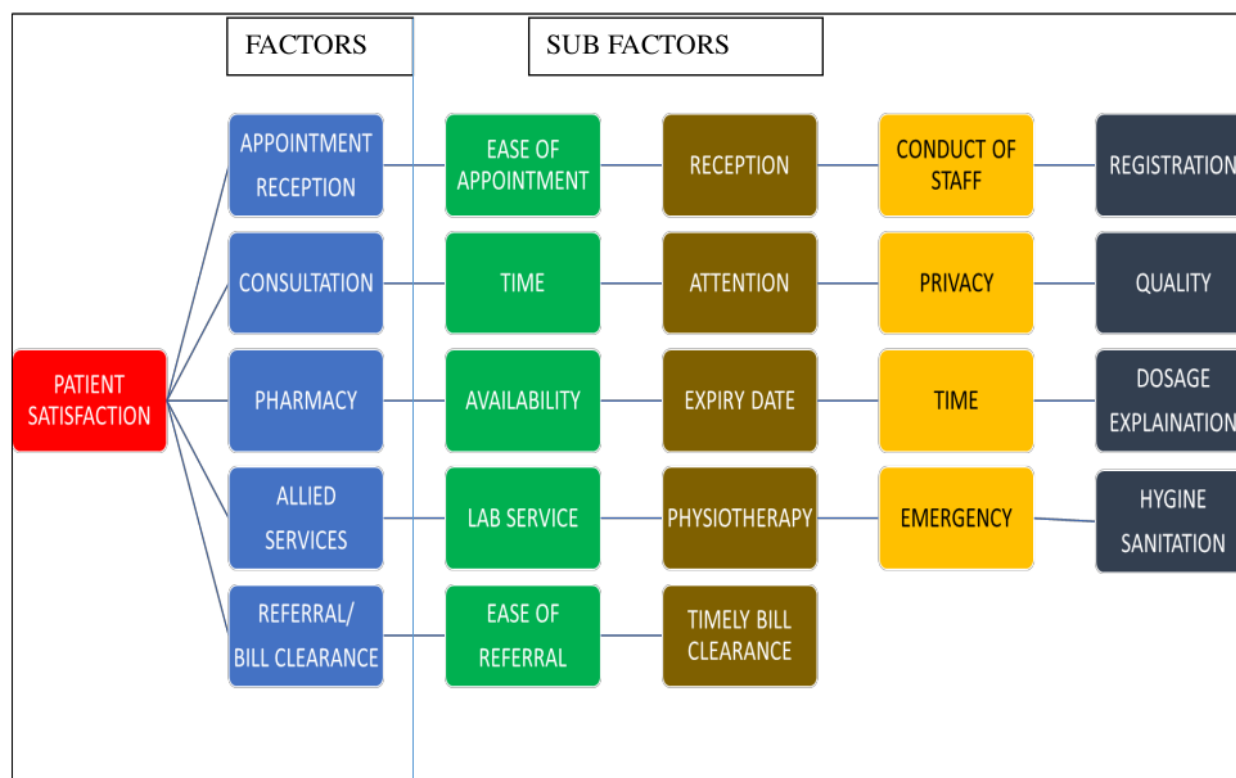 FACTORS
SUB FACTORS
APPOINTMENT
RECEPTION
EASE OF
APPOINTMENT
RECEPTION
CONDUCT OF
STAFF
REGISTRATION
CONSULTATION
TIME
ATTENTION
PRIVACY
QUALITY
PATIENT
SATISFACTION
PHARMACY
AVAILABILITY
EXPIRY DATE
TIME
DOSAGE
EXPLAINATION
ALLIED
SERVICES
LAB SERVICE
PHYSIOTHERAPY
EMERGENCY
HYGINE
SANITATION
REFERRAL/
BILL CLEARANCE
EASE OF
REFERRAL
TIMELY BILL
CLEARANCE